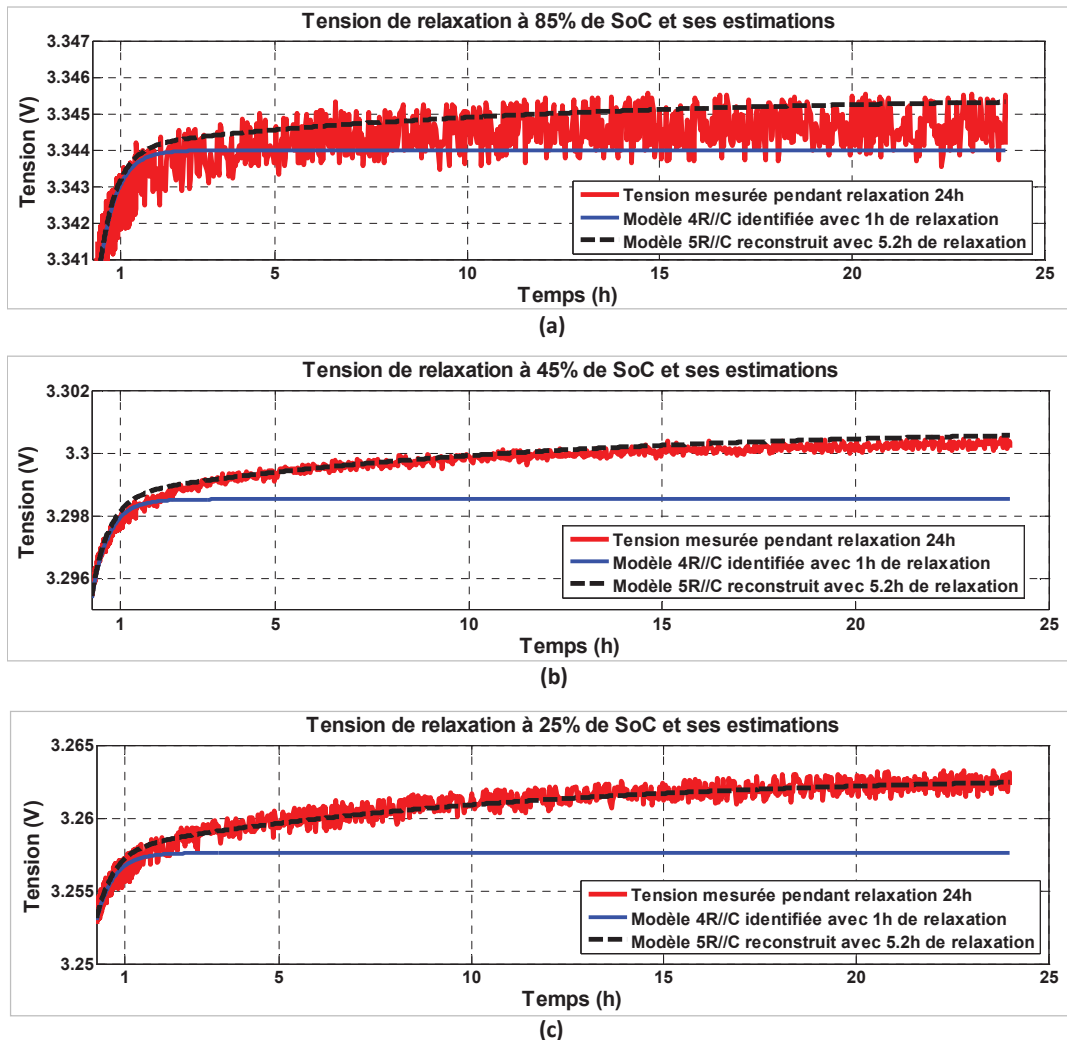 Tension de relaxation à 85% de SoC et ses estimations
3.347
3.346
3.345
3.344
3.343
3.342
3.341
Tension (V)
Tension mesurée pendant relaxation 24h
Modèle 4R//C identifiée avec 1h de relaxation
Modèle 5R//C reconstruit avec 5.2h de relaxation
1 5 10 15 20 25
Temps (h)
(a)
Tension de relaxation à 45% de SoC et ses estimations
3.302
3.3
3.298
3.296
Tension (V)
Tension mesurée pendant relaxation 24h
Modèle 4R//C identifiée avec 1h de relaxation
Modèle 5R//C reconstruit avec 5.2h de relaxation
1 5 10 15 20 25
Temps (h)
(b)
Tension de relaxation à 25% de SoC et ses estimations
3.265
3.26
3.255
3.25
Tension (V)
Tension mesurée pendant relaxation 24h
Modèle 4R//C identifiée avec 1h de relaxation
Modèle 5R//C reconstruit avec 5.2h de relaxation
1 5 10 15 20 25
Temps (h)
(c)